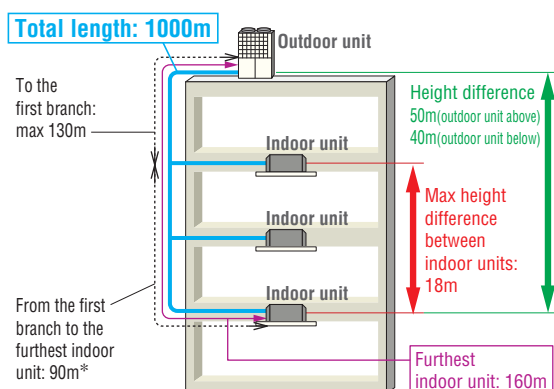 Total length: 1000m
Outdoor unit
To the
first branch:
max 130m
Height difference
50m(outdoor unit above)
40m(outdoor unit below)
Indoor unit
Max height
difference
between
indoor units:
18m
Indoor unit
Indoor unit
From the first
branch to the
furthest indoor
unit: 90m*
Furthest
indoor unit: 160m